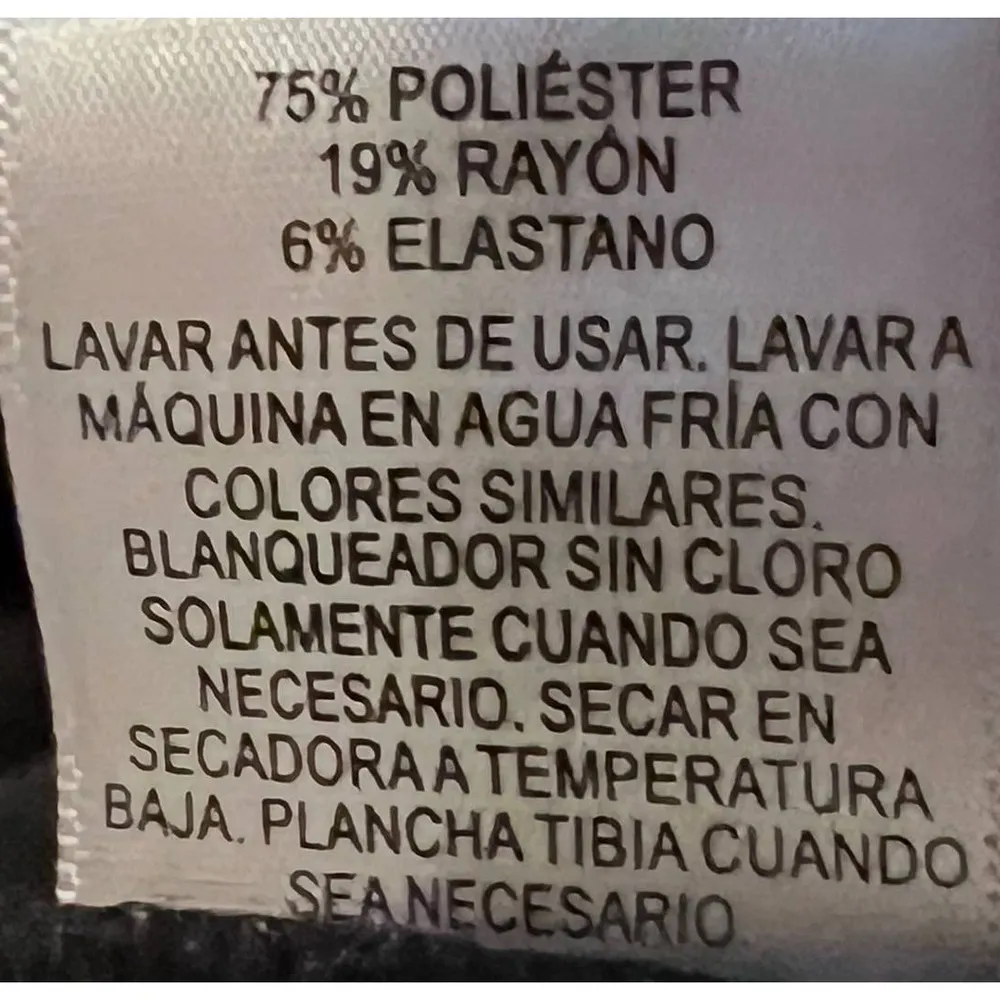 75% POLIÉSTER
19% RAYÓN
6% ELASTANO
LAVAR ANTES DE USAR. LAVAR A
MÁQUINA EN AGUA FRÍA CON
COLORES SIMILARES.
BLANQUEADOR SIN CLORO
SOLAMENTE CUANDO SEA
NECESARIO. SECAR EN
SECADORA A TEMPERATURA
BAJA. PLANCHA TIBIA CUANDO
SEA NECESARIO